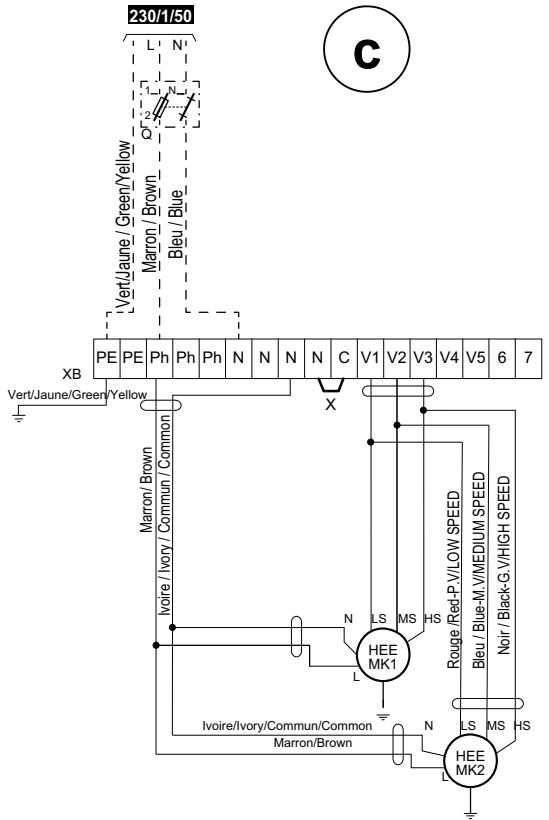 230/1/50
C
L N
1 N
2
Q
Vert/Jaune / Green/Yellow
Marron / Brown
Bleu / Blue
XB
PE PE Ph Ph Ph N N N N C V1 V2 V3 V4 V5 6 7
Vert/Jaune/Green/Yellow
X
Marron/ Brown
Ivoire / Ivory / Commun / Common
Rouge /Red-P.V/LOW SPEED
Bleu / Blue-M.V/MEDIUM SPEED
Noir / Black-G.V/HIGH SPEED
N LS MS HS
HEE
MK1
L
Ivoire/Ivory/Commun/Common
Marron/Brown
N LS MS HS
HEE
MK2
L